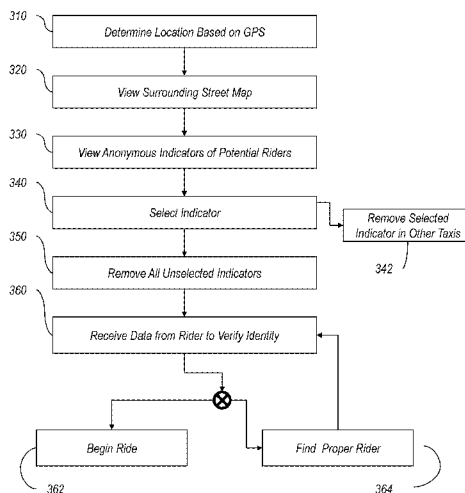 310
Determine Location Based on GPS
320
View Surrounding Street Map
330
View Anonymous Indicators of Potential Riders
340
Select Indicator
Remove Selected
Indicator in Other Taxis
342
350
Remove All Unselected Indicators
360
Receive Data from Rider to Verify Identity
Begin Ride
Find Proper Rider
362
364